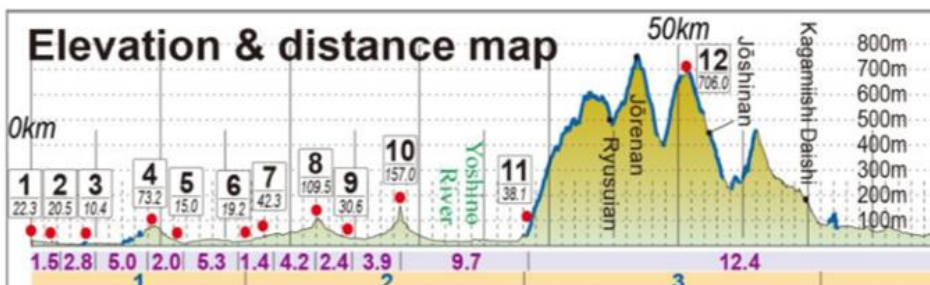 Elevation & distance map
50km
0km
800m
700m
600m
500m
400m
300m
200m
100m
1
22.3
2
20.5
3
10.4
4
73.2
5
15.0
6
19.2
7
42.3
8
109.5
9
30.6
10
157.0
Yoshino
River
11
38.1
Ryusuian
Jōrenan
12
706.0
Jōshinan
Kagamiishi Daishi
1.5 2.8 5.0 2.0 5.3 1.4 4.2 2.4 3.9 9.7 12.4
1 2 3